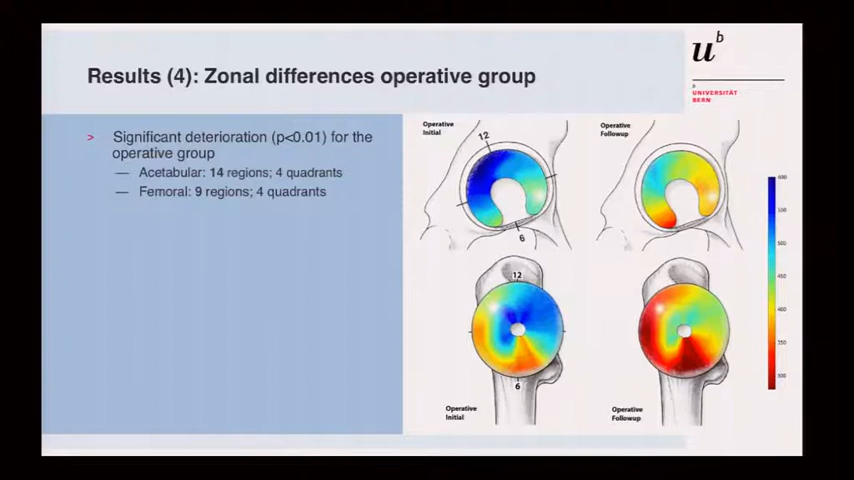 Results (4): Zonal differences operative group
u
b
b
UNIVERSITÄT
BERN
> Significant deterioration (p<0.01) for the
operative group
— Acetabular: 14 regions; 4 quadrants
— Femoral: 9 regions; 4 quadrants
Operative
Initial
12
6
Operative
Followup
12
6
Operative
Initial
Operative
Followup
600
550
500
450
400
350
300